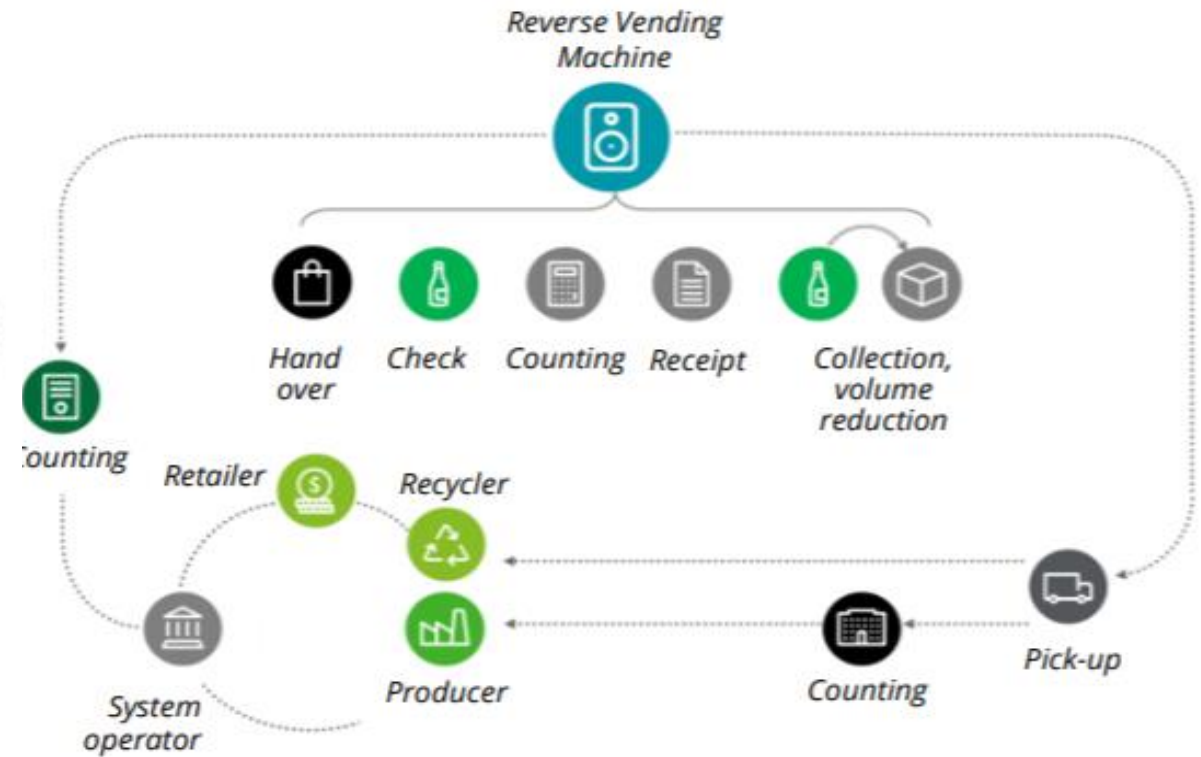 Reverse Vending
Machine
Hand
over
Check
Counting
Receipt
Collection,
volume
reduction
ounting
Retailer
$
Recycler
Producer
Counting
Pick-up
System
operator